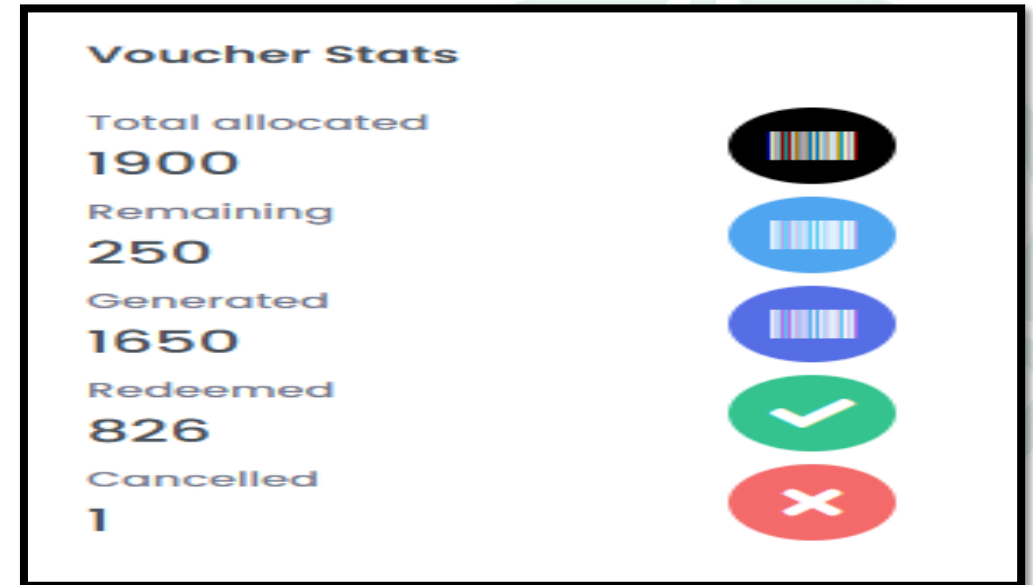 Voucher Stats
Total allocated
1900
Remaining
250
Generated
1650
Redeemed
826
Cancelled
1